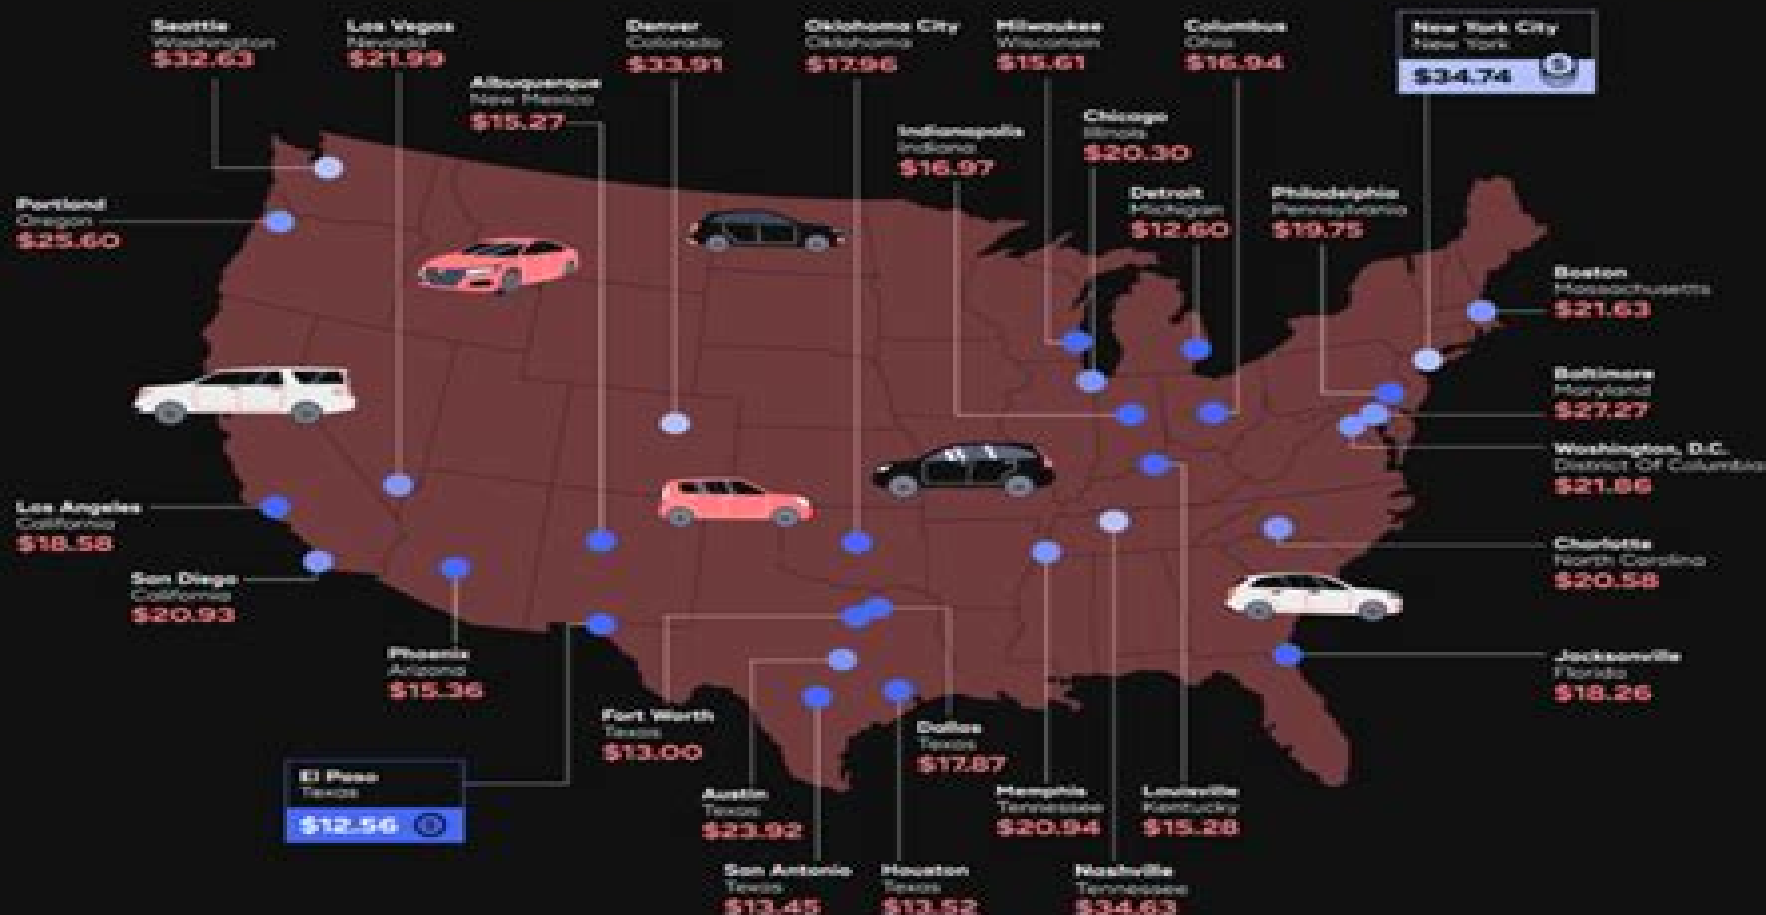 Seattle
Washington
$32.63
Las Vegas
Nevada
$21.99
Albuquerque
New Mexico
$15.27
Denver
Colorado
$33.91
Oklahoma City
Oklahoma
$17.96
Milwaukee
Wisconsin
$15.61
Columbus
Ohio
$16.94
New York City
New York
$34.74
Indianapolis
Indiana
$16.97
Chicago
Illinois
$20.30
Detroit
Michigan
$12.60
Philadelphia
Pennsylvania
$19.75
Portland
Oregon
$25.60
Boston
Massachusetts
$21.63
Baltimore
Maryland
$27.27
Washington, D.C.
District Of Columbia
$21.86
Los Angeles
California
$18.58
San Diego
California
$20.93
Charlotte
North Carolina
$20.58
Phoenix
Arizona
$15.36
Jacksonville
Florida
$18.26
Fort Worth
Texas
$13.00
Dallas
Texas
$17.87
El Paso
Texas
$12.56
Austin
Texas
$23.92
Memphis
Tennessee
$20.94
Louisville
Kentucky
$15.28
San Antonio
Texas
$13.45
Houston
Texas
$13.52
Nashville
Tennessee
$34.63